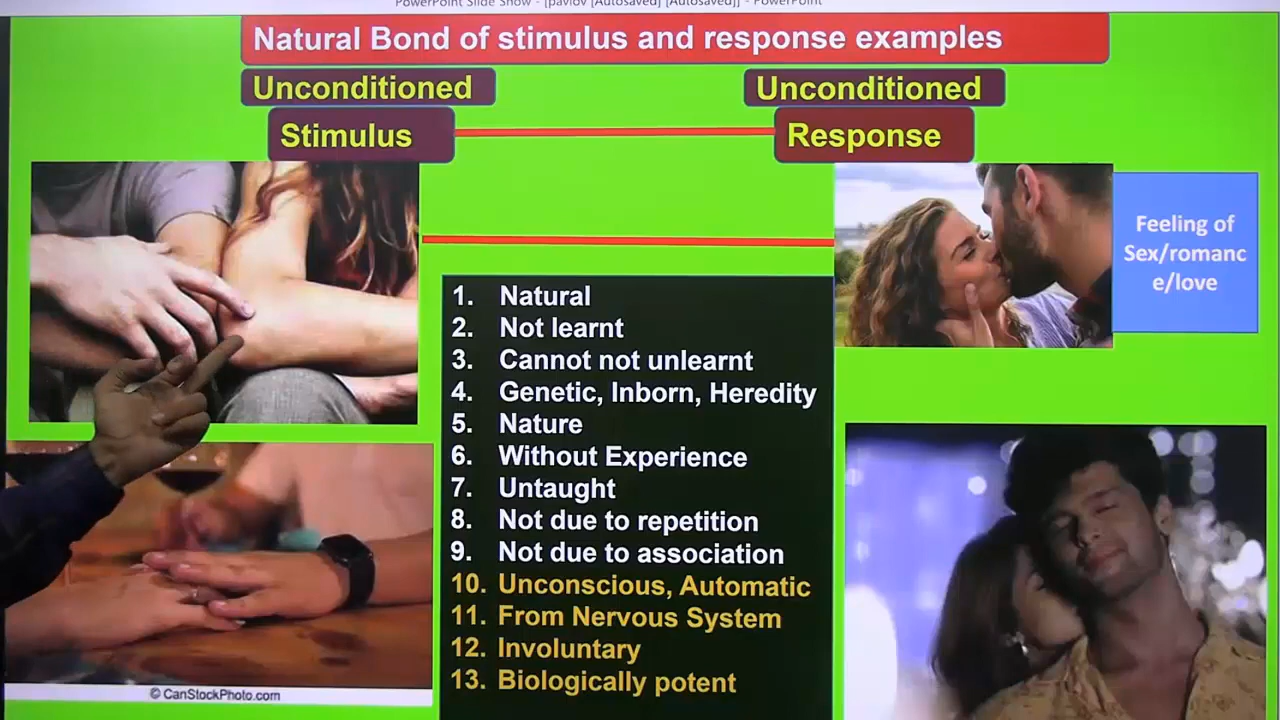 PowerPoint Slide Show - [pavlov [Autosaved] [Autosaved]] - PowerPoint
Natural Bond of stimulus and response examples
Unconditioned
Unconditioned
Stimulus
Response
Feeling of
Sex/romanc
e/love
1. Natural
2. Not learnt
3. Cannot not unlearnt
4. Genetic, Inborn, Heredity
5. Nature
6. Without Experience
7. Untaught
8. Not due to repetition
9. Not due to association
10. Unconscious, Automatic
11. From Nervous System
12. Involuntary
13. Biologically potent
© CanStockPhoto.com